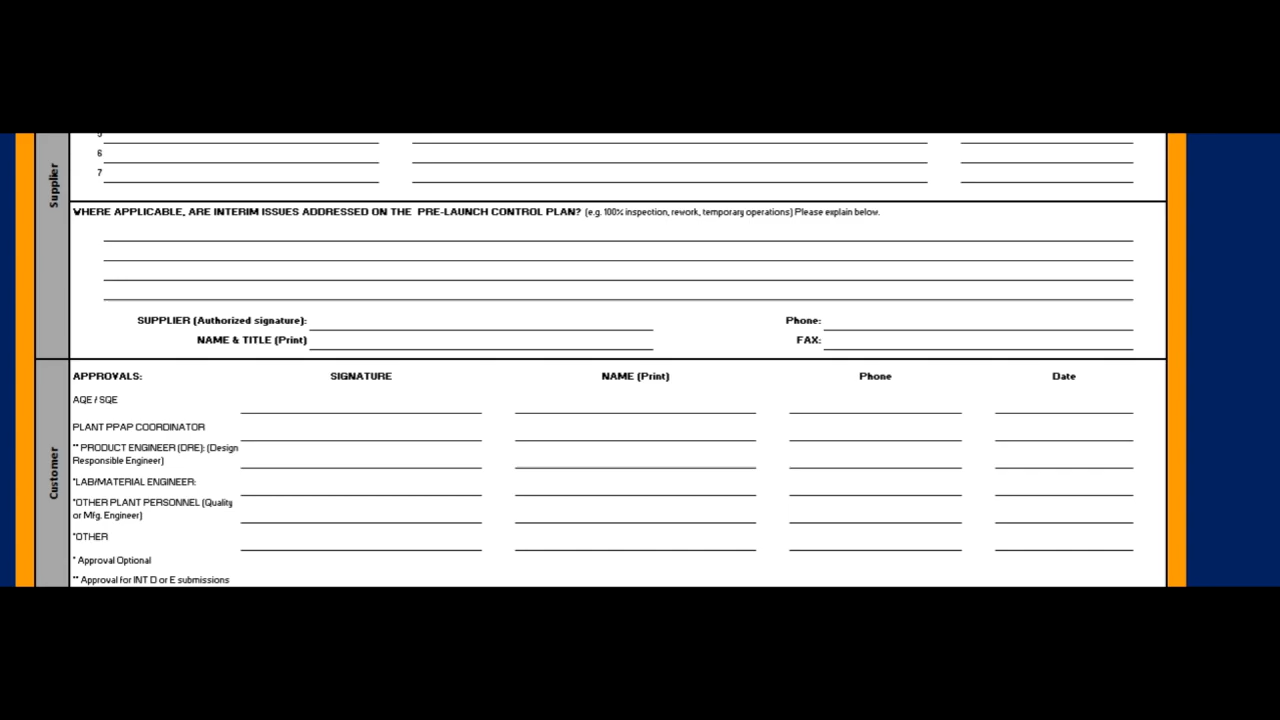 Supplier
5
6
7
WHERE APPLICABLE, ARE INTERIM ISSUES ADDRESSED ON THE PRE-LAUNCH CONTROL PLAN? (e.g. 100% inspection, rework, temporary operations) Please explain below.
SUPPLIER (Authorized signature): Phone:
NAME & TITLE (Print) FAX:
Customer
APPROVALS: SIGNATURE NAME (Print) Phone Date
AQE / SQE
PLANT PPAP COORDINATOR
** PRODUCT ENGINEER (DRE): (Design
Responsible Engineer)
*LAB/MATERIAL ENGINEER:
*OTHER PLANT PERSONNEL (Quality
or Mfg. Engineer)
*OTHER
* Approval Optional
** Approval for INT D or E submissions